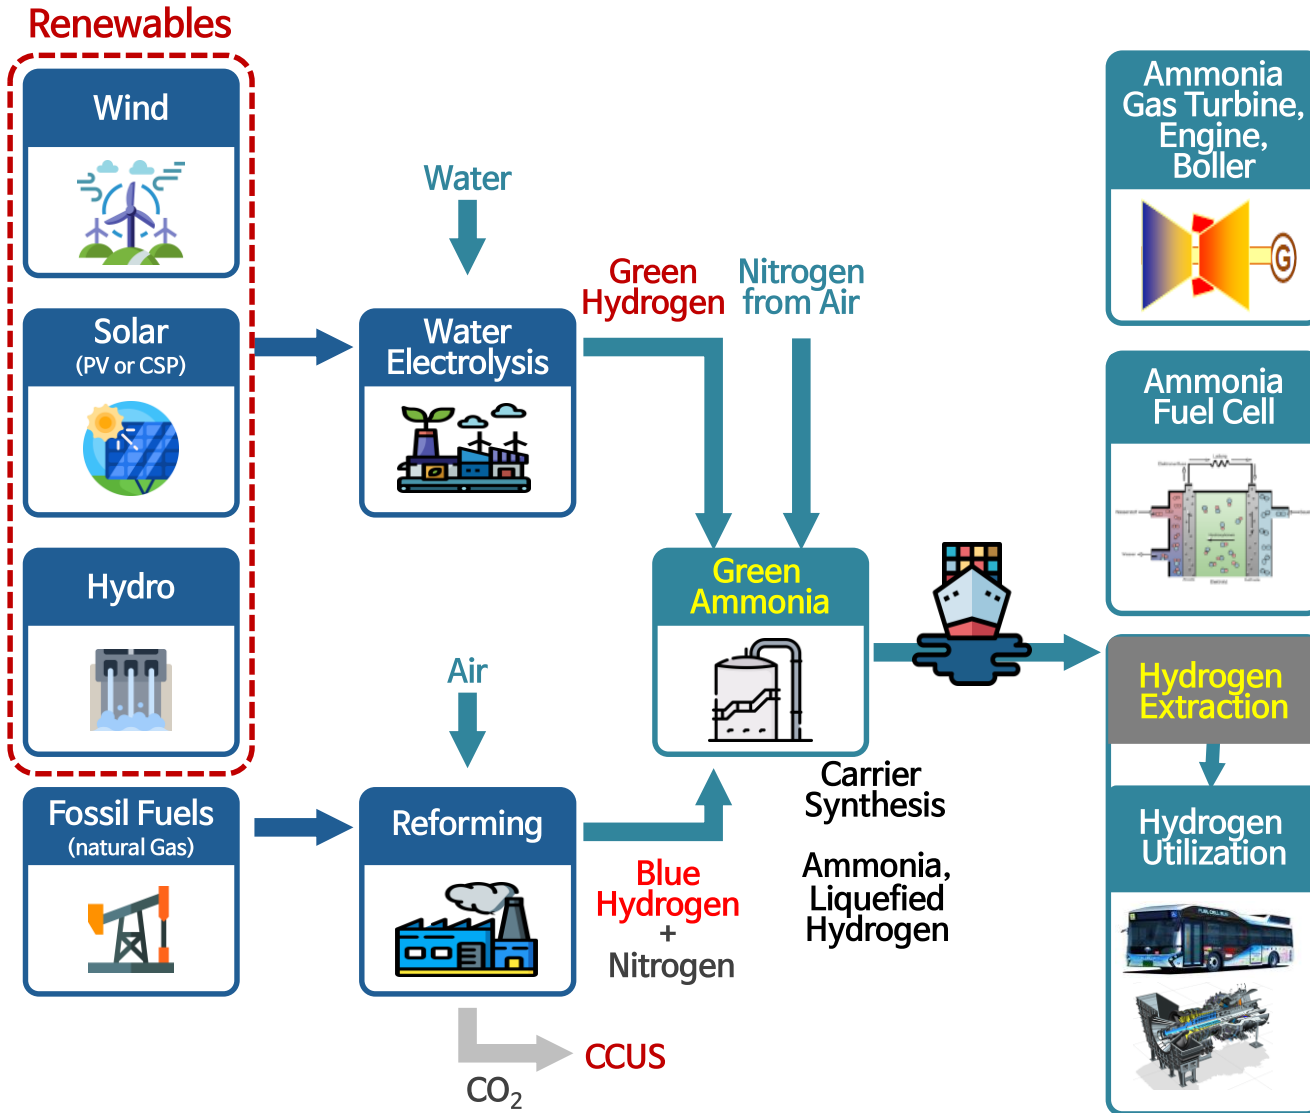 Renewables
Wind
Solar
(PV or CSP)
Hydro
Fossil Fuels
(natural Gas)
Water
Water
Electrolysis
Air
Reforming
CO2
CCUS
Green
Hydrogen
Nitrogen
from Air
Green
Ammonia
Blue
Hydrogen
+
Nitrogen
Carrier
Synthesis
Ammonia,
Liquefied
Hydrogen
Ammonia
Gas Turbine,
Engine,
Boller
G
Ammonia
Fuel Cell
Hydrogen
Extraction
Hydrogen
Utilization